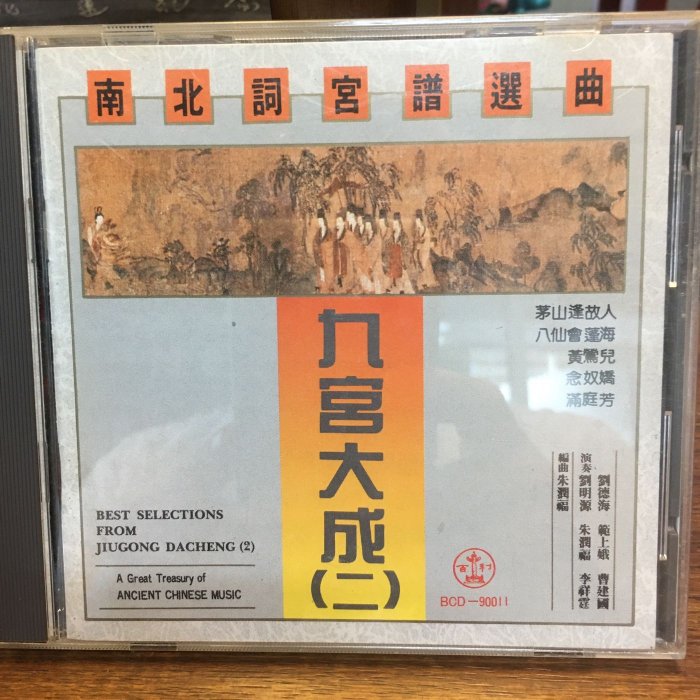 南北詞宮譜選曲
九宮大成(二)
茅山逢故人
八仙會蓬海
黃鶯兒
念奴嬌
滿庭芳
劉德海 範上娥 曹建國
演奏 劉明源 朱潤福 李祥霆
編曲 朱潤福
BEST SELECTIONS
FROM
JIUGONG DACHENG (2)
A Great Treasury of
ANCIENT CHINESE MUSIC
百利
BCD-90011